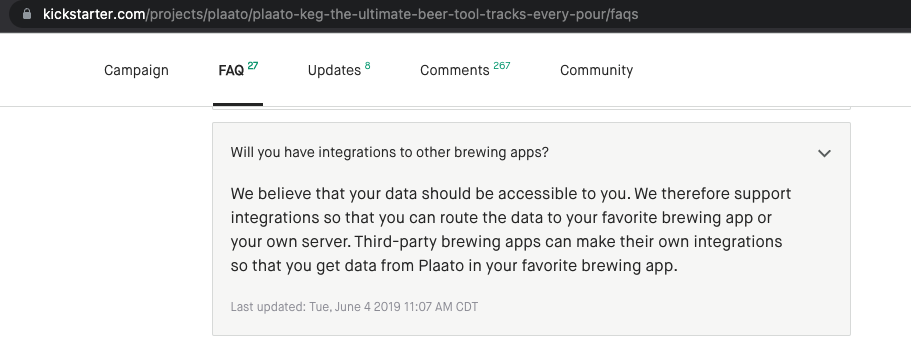 kickstarter.com/projects/plaato/plaato-keg-the-ultimate-beer-tool-tracks-every-pour/faqs
Campaign FAQ 27 Updates 8 Comments 267 Community
Will you have integrations to other brewing apps?
We believe that your data should be accessible to you. We therefore support
integrations so that you can route the data to your favorite brewing app or
your own server. Third-party brewing apps can make their own integrations
so that you get data from Plaato in your favorite brewing app.
Last updated: Tue, June 4 2019 11:07 AM CDT